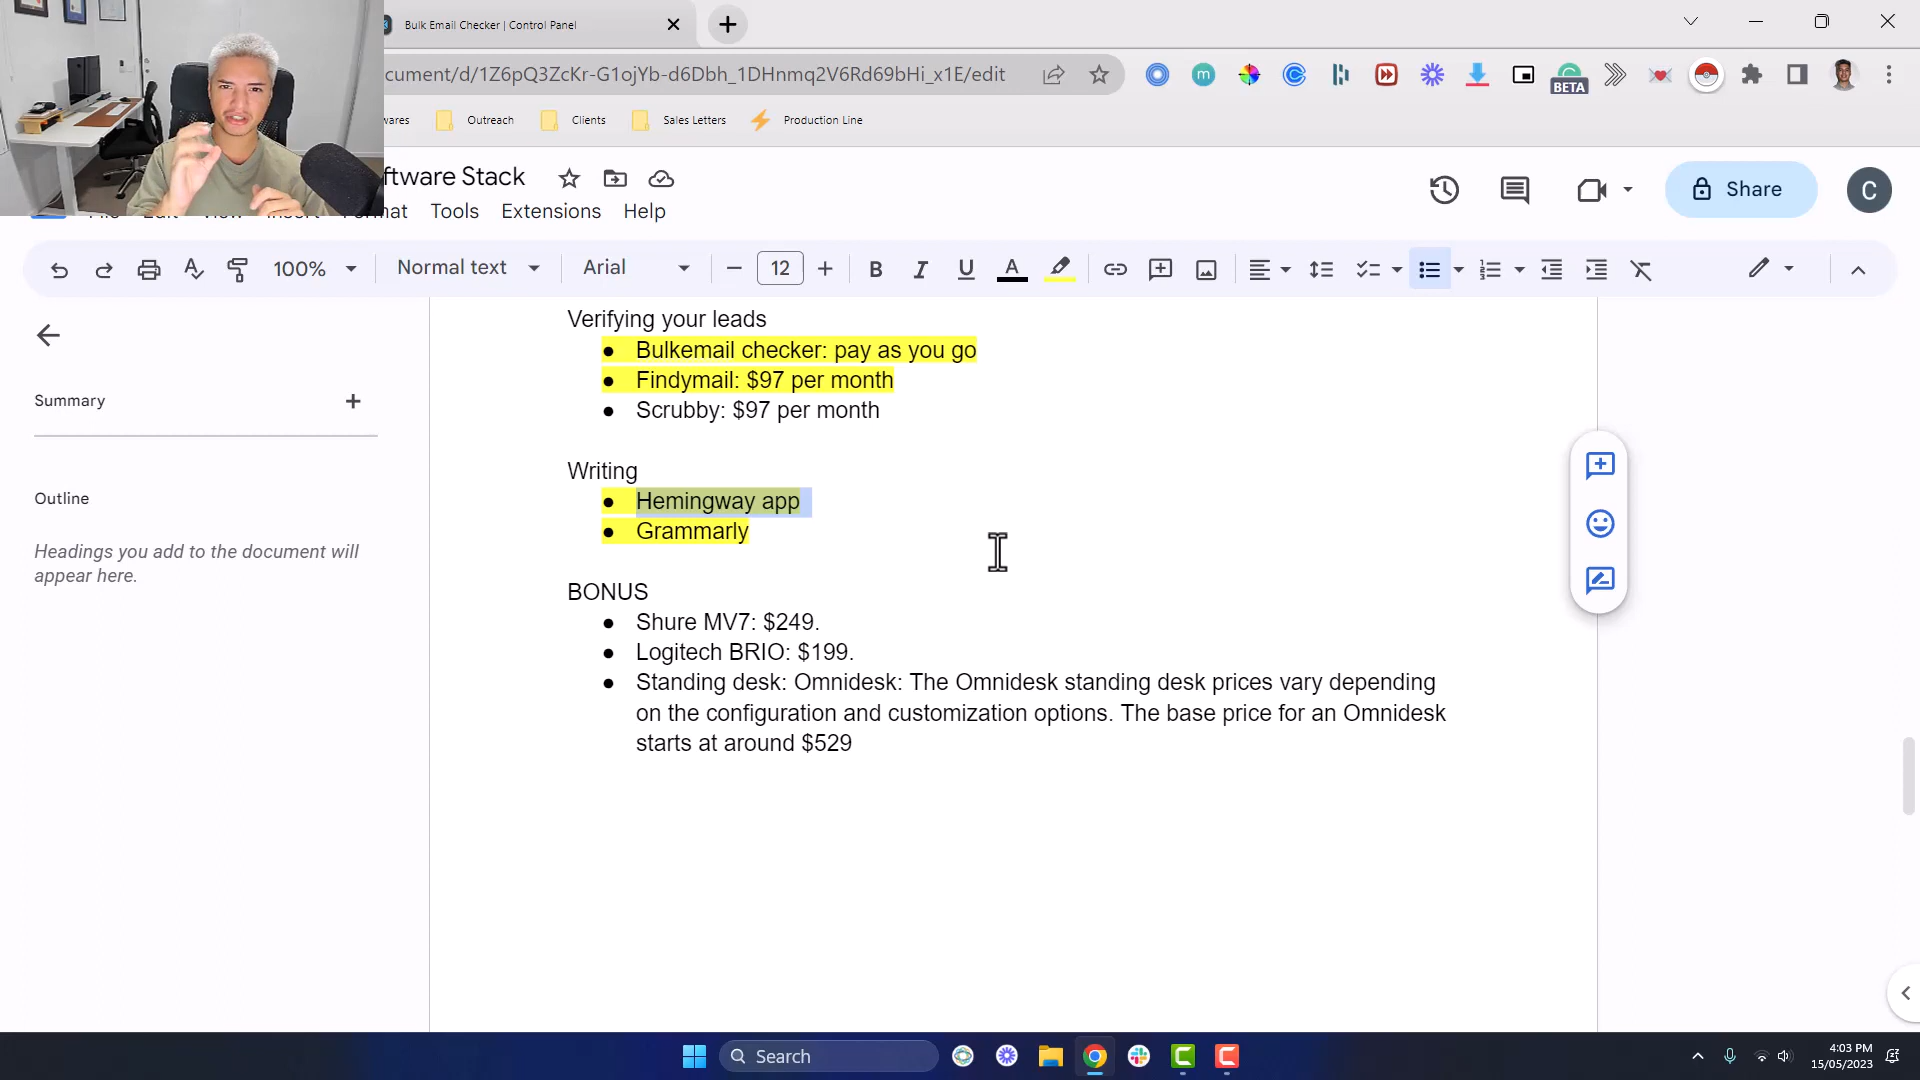 Bulk Email Checker | Control Panel
cument/d/1Z6pQ3ZcKr-G1ojYb-d6Dbh_1DHnmq2V6Rd69bHi_x1E/edit
BETA
wares
Outreach
Clients
Sales Letters
Production Line
ftware Stack
Share
C
Tools
Extensions
Help
100%
Normal text
Arial
12
Summary
Outline
Headings you add to the document will
appear here.
Verifying your leads
● Bulkemail checker: pay as you go
● Findymail: $97 per month
● Scrubby: $97 per month
Writing
● Hemingway app
● Grammarly
BONUS
● Shure MV7: $249.
● Logitech BRIO: $199.
● Standing desk: Omnidesk: The Omnidesk standing desk prices vary depending
on the configuration and customization options. The base price for an Omnidesk
starts at around $529
Search
4:03 PM
15/05/2023